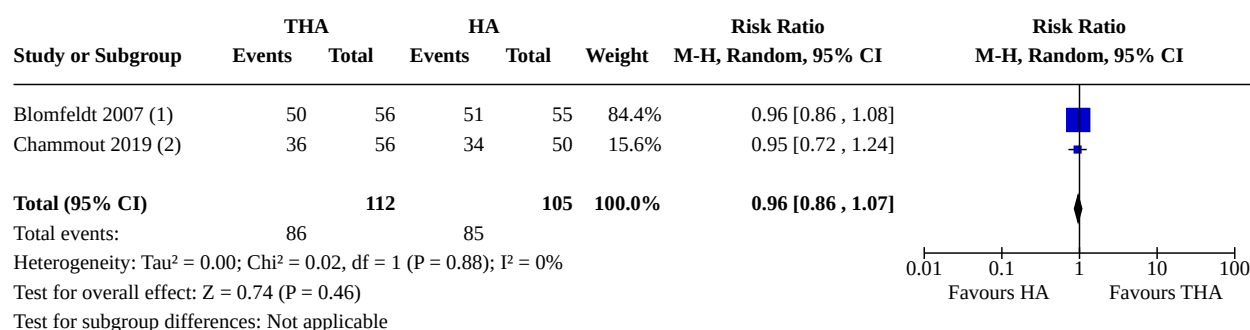 THA HA Risk Ratio Risk Ratio
Study or Subgroup Events Total Events Total Weight M-H, Random, 95% CI M-H, Random, 95% CI
Blomfeldt 2007 (1) 50 56 51 55 84.4% 0.96 [0.86 , 1.08]
Chammout 2019 (2) 36 56 34 50 15.6% 0.95 [0.72 , 1.24]
Total (95% CI) 112 105 100.0% 0.96 [0.86 , 1.07]
Total events: 86 85
Heterogeneity: Tau² = 0.00; Chi² = 0.02, df = 1 (P = 0.88); I² = 0%
0.01 0.1 1 10 100
Test for overall effect: Z = 0.74 (P = 0.46)
Favours HA Favours THA
Test for subgroup differences: Not applicable